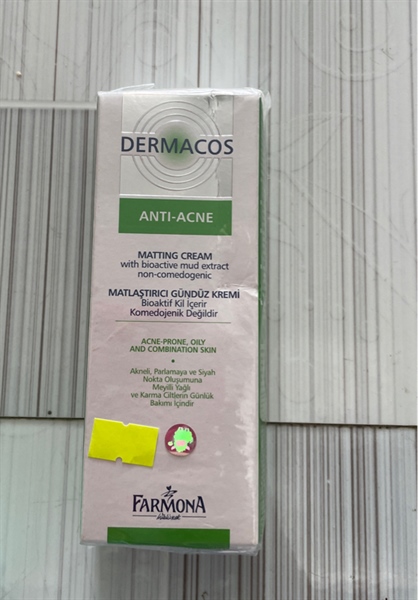 DERMACOS
ANTI-ACNE
MATTING CREAM
with bioactive mud extract
non-comedogenic
MATLAŞTIRICI GÜNDÜZ KREMİ
Bioaktif Kil İçerir
Komedojenik Değildir
ACNE-PRONE, OILY
AND COMBINATION SKIN
Akneli, Parlamaya ve Siyah
Nokta Oluşumuna
Meyilli Yağlı
ve Karma Ciltlerin Günlük
Bakımı İçindir
FARMONA